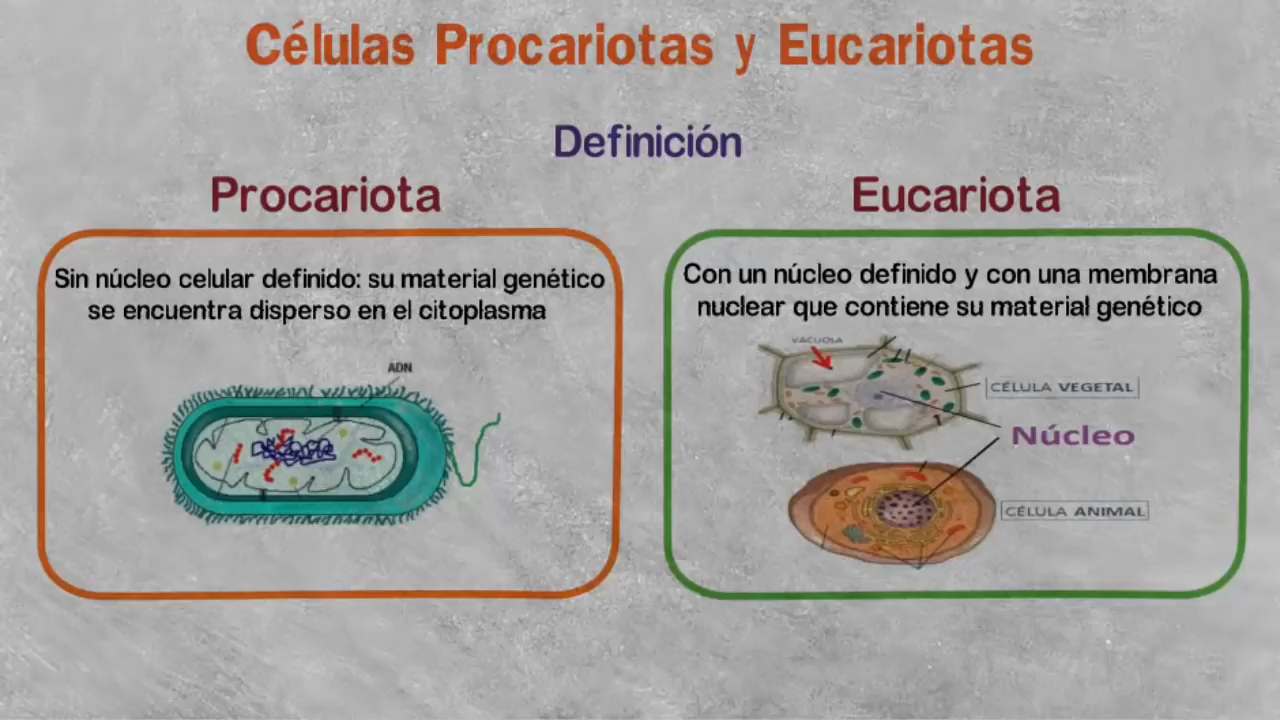 Células Procariotas y Eucariotas
Definición
Procariota
Sin núcleo celular definido: su material genético
se encuentra disperso en el citoplasma
ADN
Eucariota
Con un núcleo definido y con una membrana
nuclear que contiene su material genético
VACUOLA
CÉLULA VEGETAL
Núcleo
CÉLULA ANIMAL